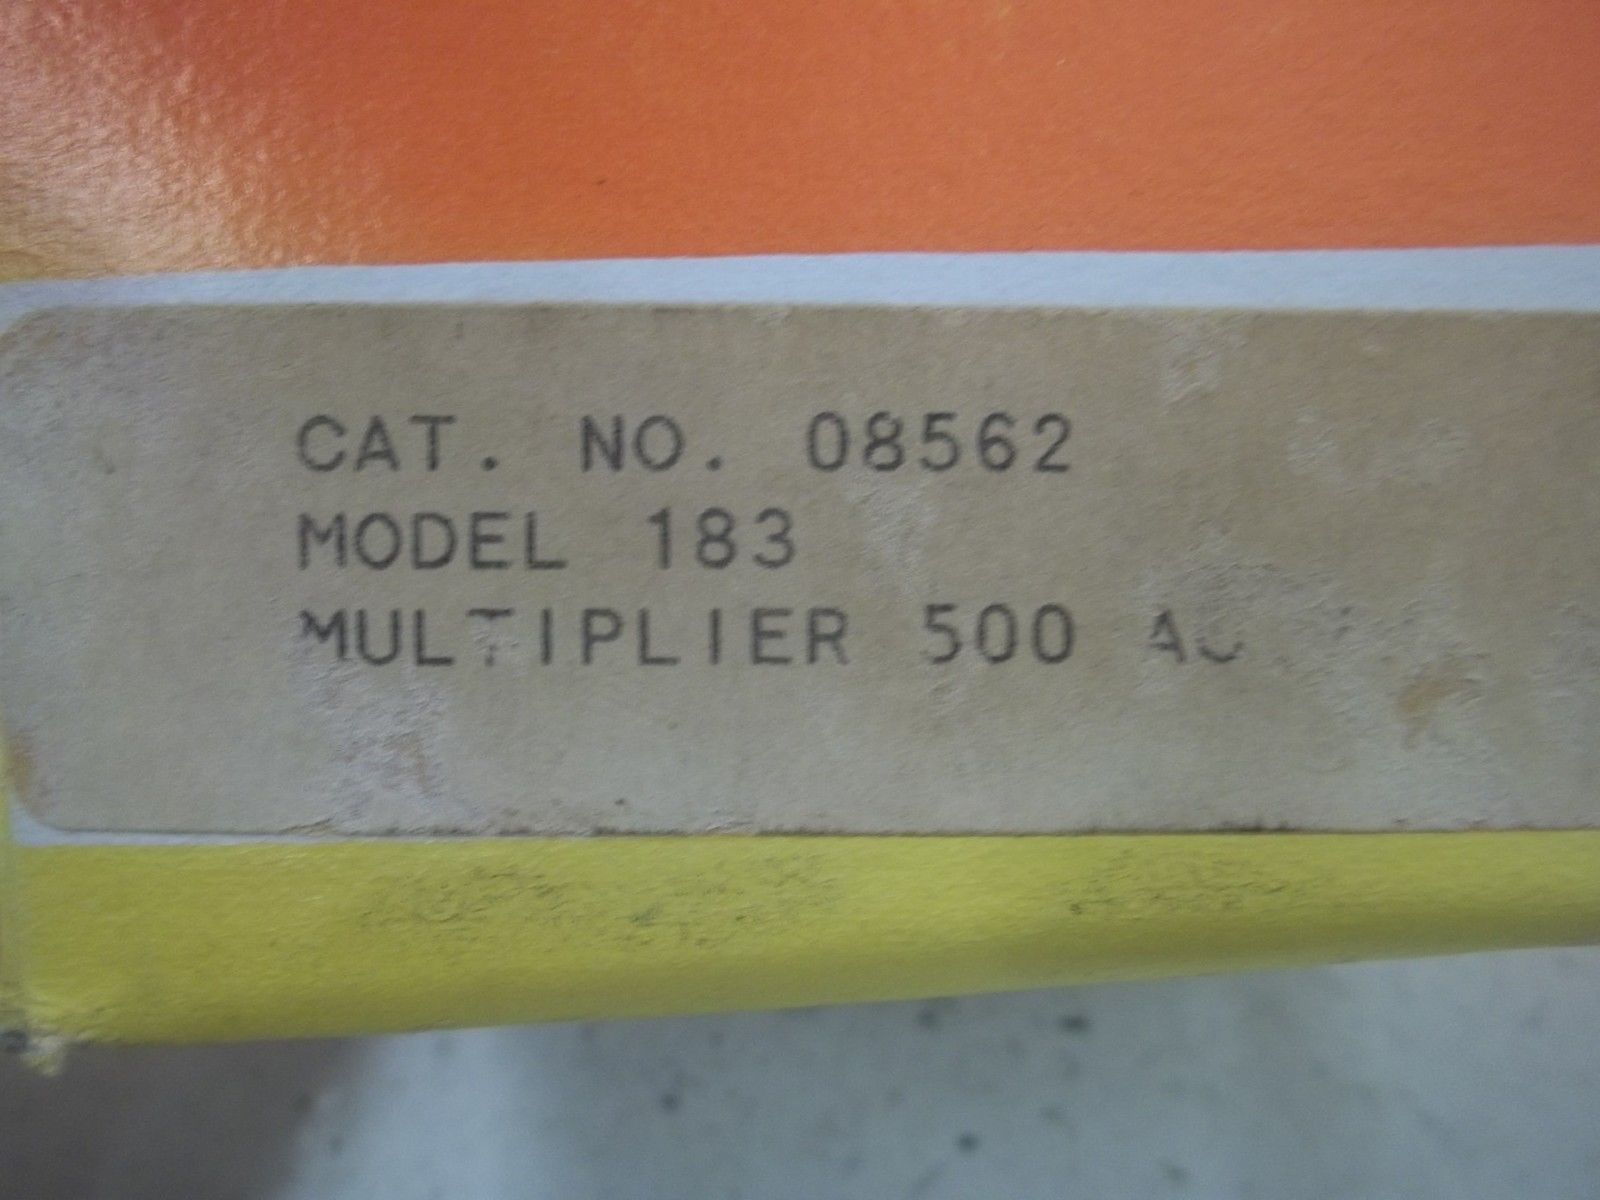 CAT. NO. 08562
MODEL 183
MULTIPLIER 500